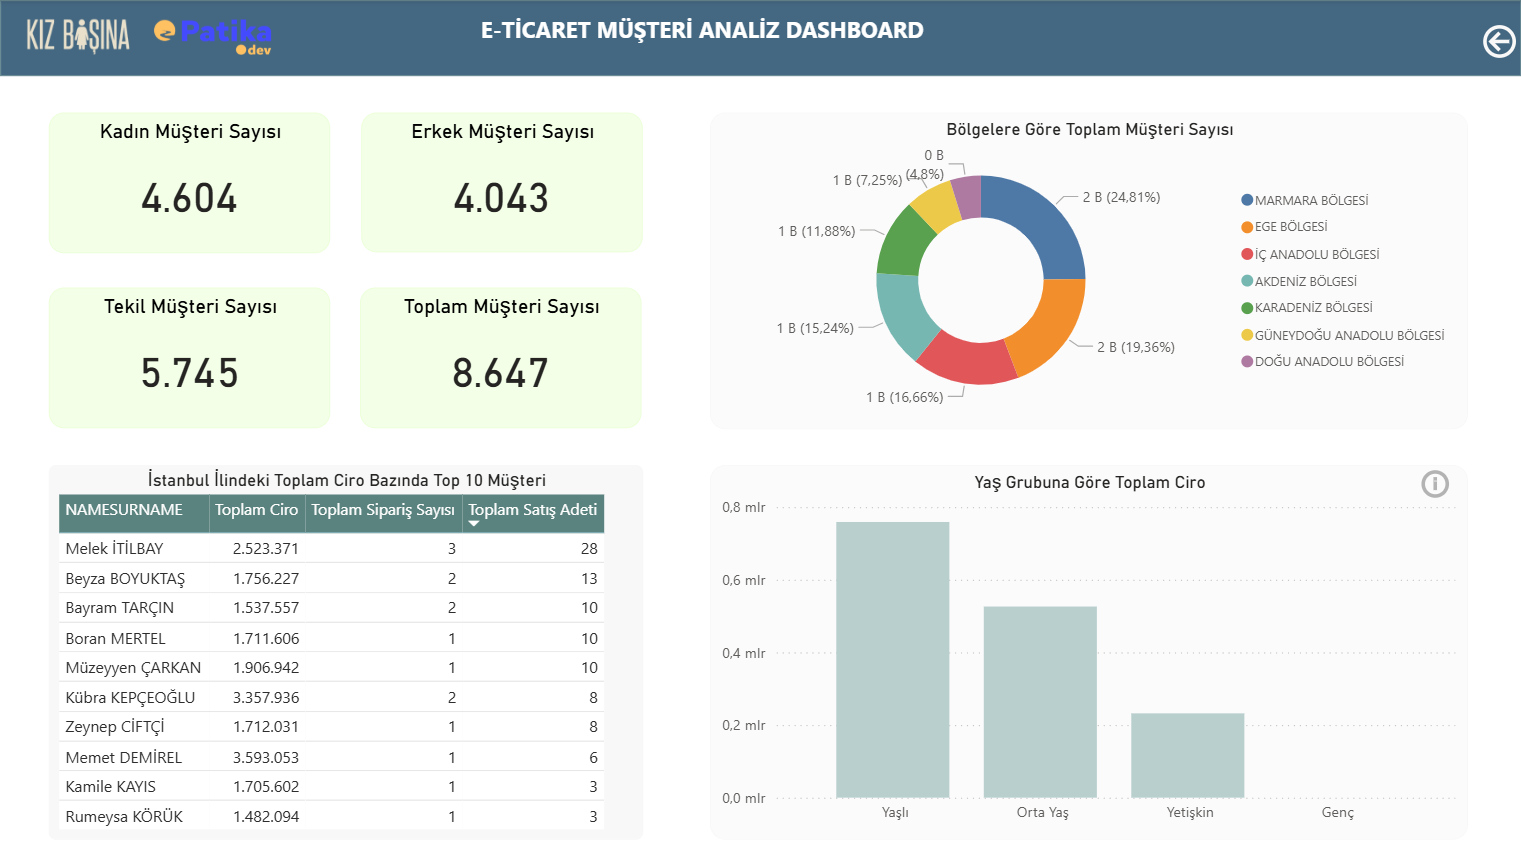 KIZ BAŞINA
Patika
.dev
E-TİCARET MÜŞTERİ ANALİZ DASHBOARD
Kadın Müşteri Sayısı
4.604
Erkek Müşteri Sayısı
4.043
Tekil Müşteri Sayısı
5.745
Toplam Müşteri Sayısı
8.647
Bölgelere Göre Toplam Müşteri Sayısı
0 B
(4,8%)
1 B (7,25%)
2 B (24,81%)
1 B (11,88%)
1 B (15,24%)
2 B (19,36%)
1 B (16,66%)
MARMARA BÖLGESİ
EGE BÖLGESİ
İÇ ANADOLU BÖLGESİ
AKDENİZ BÖLGESİ
KARADENİZ BÖLGESİ
GÜNEYDOĞU ANADOLU BÖLGESİ
DOĞU ANADOLU BÖLGESİ
İstanbul İlindeki Toplam Ciro Bazında Top 10 Müşteri
NAMESURNAME Toplam Ciro Toplam Sipariş Sayısı Toplam Satış Adeti
Melek İTİLBAY 2.523.371 3 28
Beyza BOYUKTAŞ 1.756.227 2 13
Bayram TARÇIN 1.537.557 2 10
Boran MERTEL 1.711.606 1 10
Müzeyyen ÇARKAN 1.906.942 1 10
Kübra KEPÇEOĞLU 3.357.936 2 8
Zeynep CİFTÇİ 1.712.031 1 8
Memet DEMİREL 3.593.053 1 6
Kamile KAYIS 1.705.602 1 3
Rumeysa KÖRÜK 1.482.094 1 3
Yaş Grubuna Göre Toplam Ciro
0,8 mlr
0,6 mlr
0,4 mlr
0,2 mlr
0,0 mlr
Yaşlı Orta Yaş Yetişkin Genç